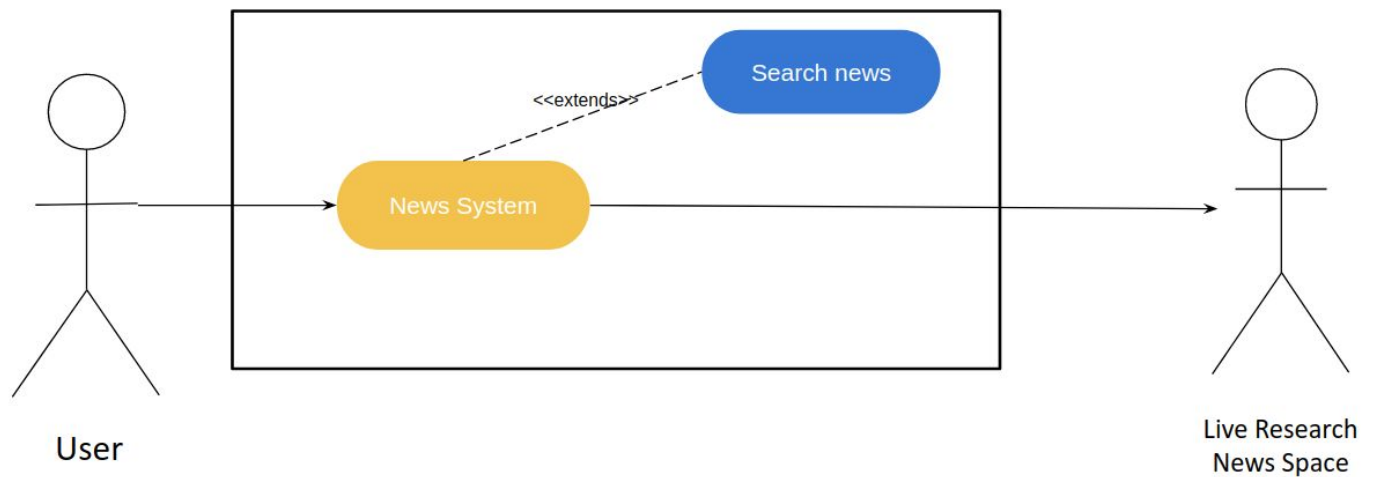 Search news
<<extends>>
News System
User
Live Research
News Space